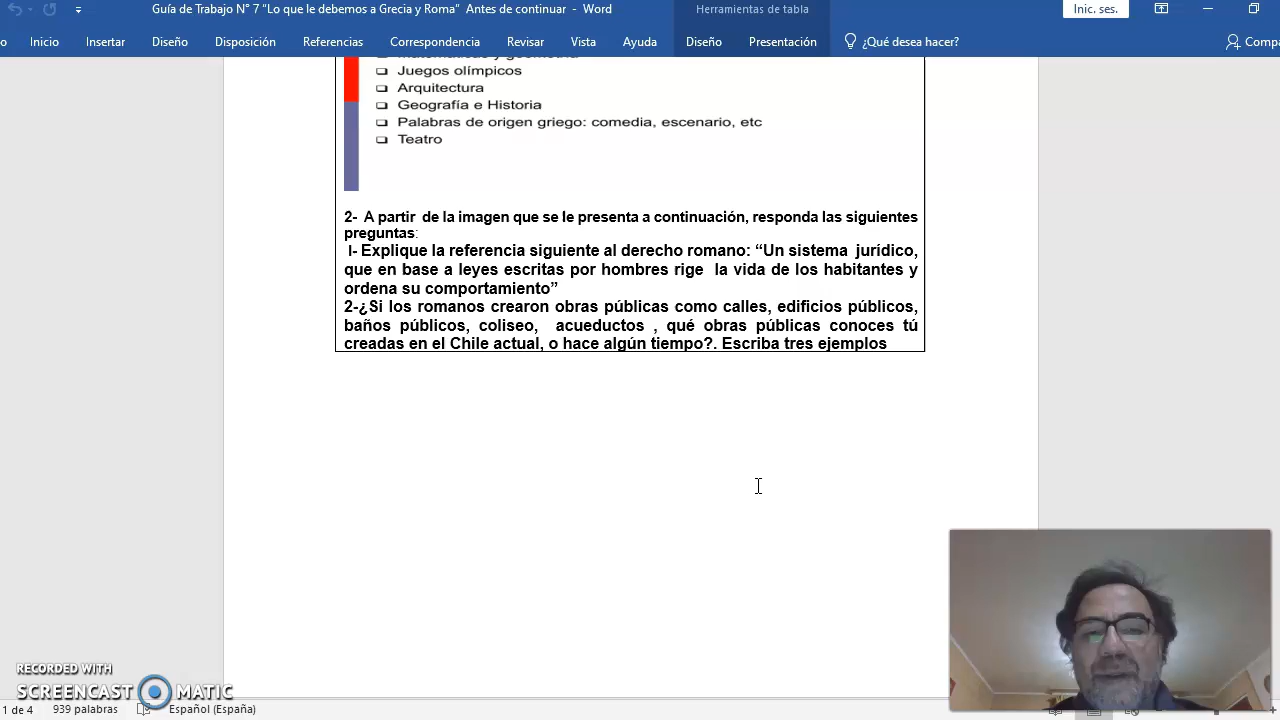 Guía de Trabajo N° 7 "Lo que le debemos a Grecia y Roma"  Antes de continuar  -  Word
Herramientas de tabla
Inic. ses.
Inicio
Insertar
Diseño
Disposición
Referencias
Correspondencia
Revisar
Vista
Ayuda
Diseño
Presentación
¿Qué desea hacer?
Compa
Matemáticas y geometría
Juegos olímpicos
Arquitectura
Geografía e Historia
Palabras de origen griego: comedia, escenario, etc
Teatro
2-  A partir  de la imagen que se le presenta a continuación, responda las siguientes
preguntas:
I- Explique la referencia siguiente al derecho romano: “Un sistema  jurídico,
que en base a leyes escritas por hombres rige  la vida de los habitantes y
ordena su comportamiento”
2-¿Si los romanos crearon obras públicas como calles, edificios públicos,
baños públicos, coliseo,  acueductos , qué obras públicas conoces tú
creadas en el Chile actual, o hace algún tiempo?. Escriba tres ejemplos
RECORDED WITH
SCREENCAST MATIC
1 de 4
939 palabras
Español (España)